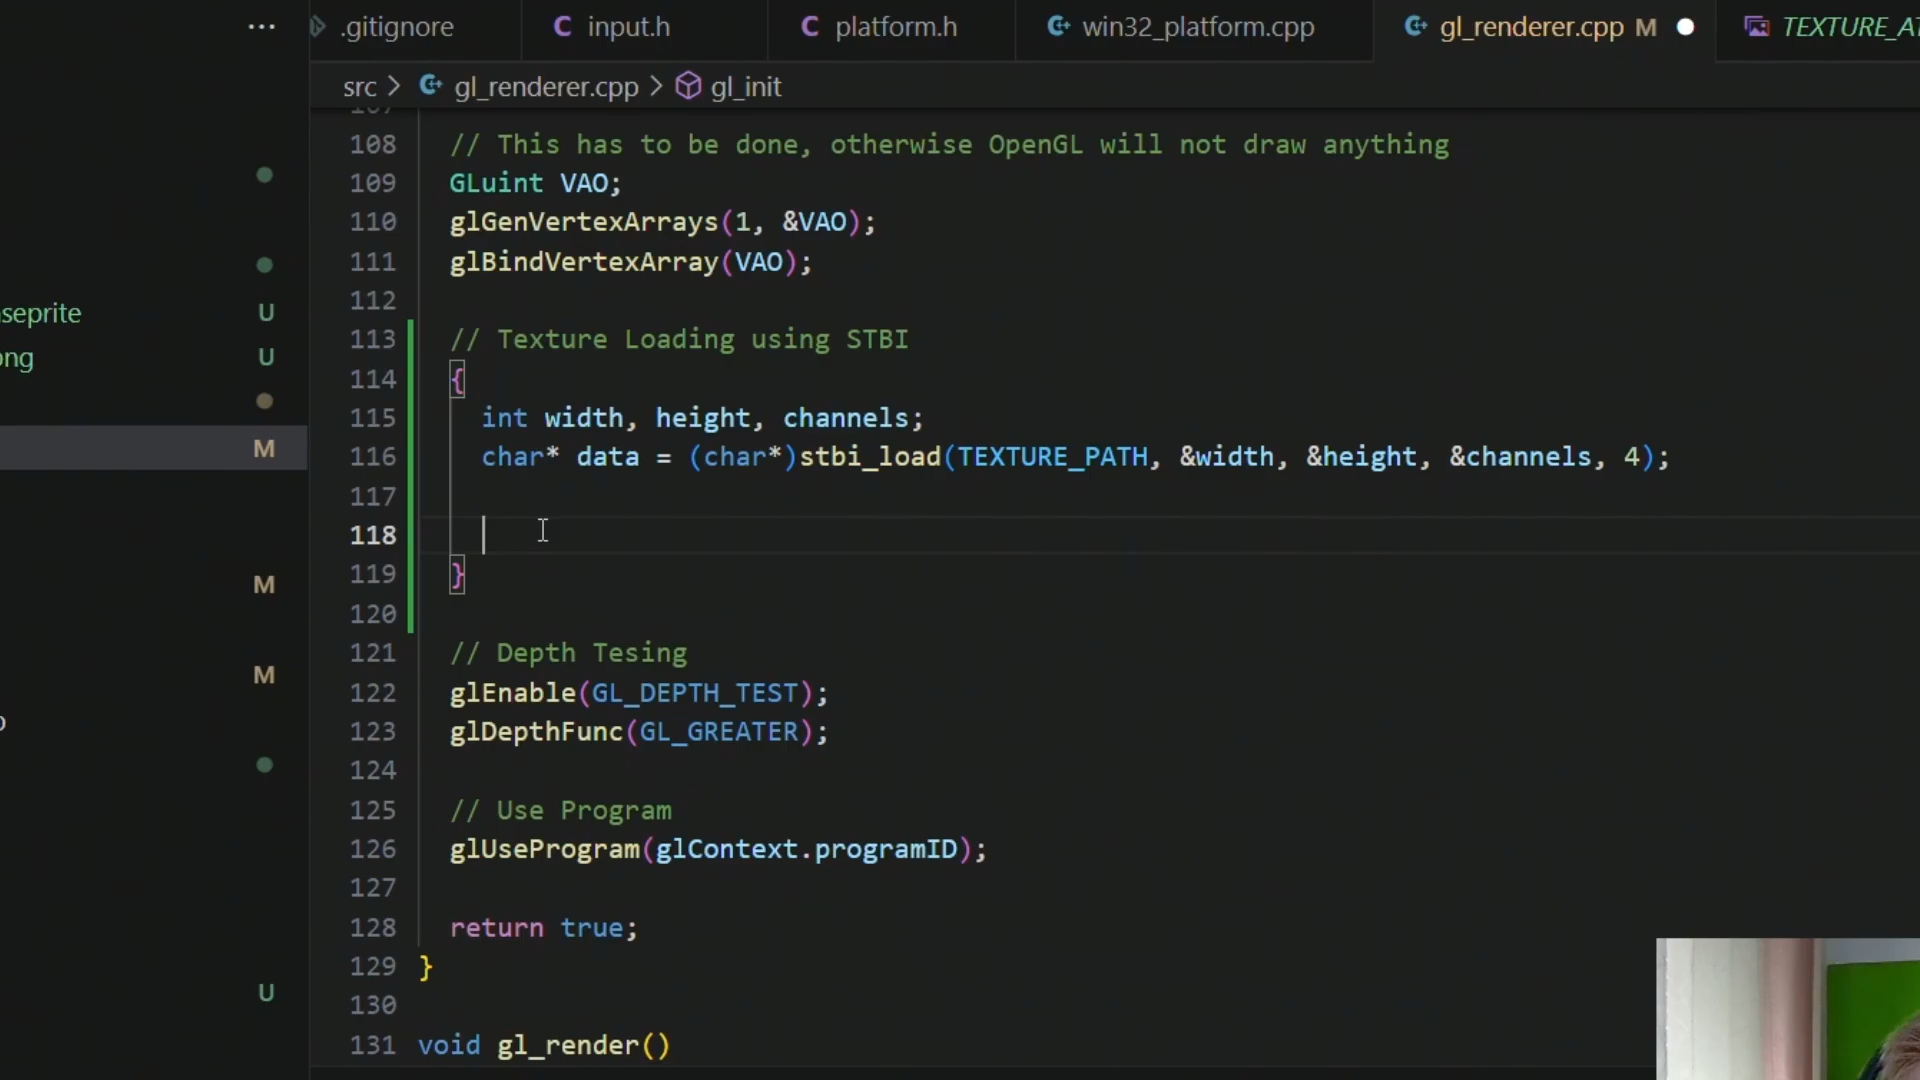 ... .gitignore input.h platform.h win32_platform.cpp gl_renderer.cpp M
src > gl_renderer.cpp > gl_init
108 // This has to be done, otherwise OpenGL will not draw anything
109 GLuint VAO;
110 glGenVertexArrays(1, &VAO);
111 glBindVertexArray(VAO);
112
113 // Texture Loading using STBI
114 {
115 int width, height, channels;
116 char* data = (char*)stbi_load(TEXTURE_PATH, &width, &height, &channels, 4);
117
118
119 }
120
121 // Depth Tesing
122 glEnable(GL_DEPTH_TEST);
123 glDepthFunc(GL_GREATER);
124
125 // Use Program
126 glUseProgram(glContext.programID);
127
128 return true;
129 }
130
131 void gl_render()
seprite U
ng U
M
M
M
U